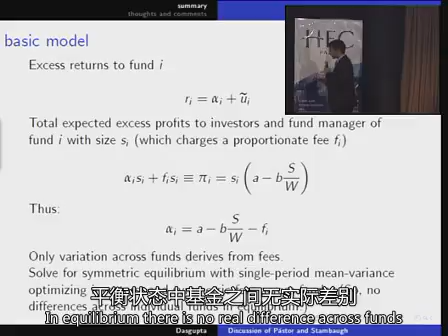 summary
thoughts and comments
basic model
HEC
PARIS
Excess returns to fund i
rᵢ = αᵢ + ũᵢ
Total expected excess profits to investors and fund manager
of fund i with size sᵢ (which charges a proportionate fee fᵢ)
αᵢsᵢ + fᵢsᵢ ≡ πᵢ = sᵢ (a − b S/W)
Thus:
αᵢ = a − b S/W − fᵢ
Only variation across funds derives from fees.
Solve for symmetric equilibrium with single-period mean-variance
optimizing
平衡状态中基金之间无实际差别
In equilibrium there is no real difference across funds
Dasgupta
Discussion of Pástor and Stambaugh